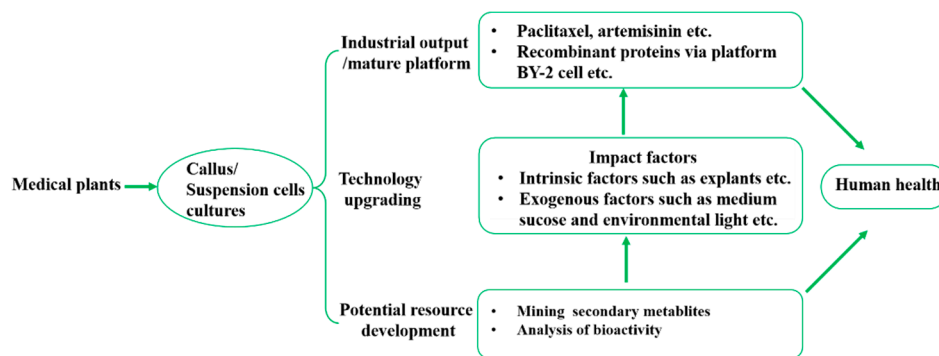 Medical plants
Callus/
Suspension cells
cultures
Industrial output
/mature platform
• Paclitaxel, artemisinin etc.
• Recombinant proteins via platform
BY-2 cell etc.
Technology
upgrading
Impact factors
• Intrinsic factors such as explants etc.
• Exogenous factors such as medium
sucose and environmental light etc.
Potential resource
development
• Mining secondary metablites
• Analysis of bioactivity
Human health